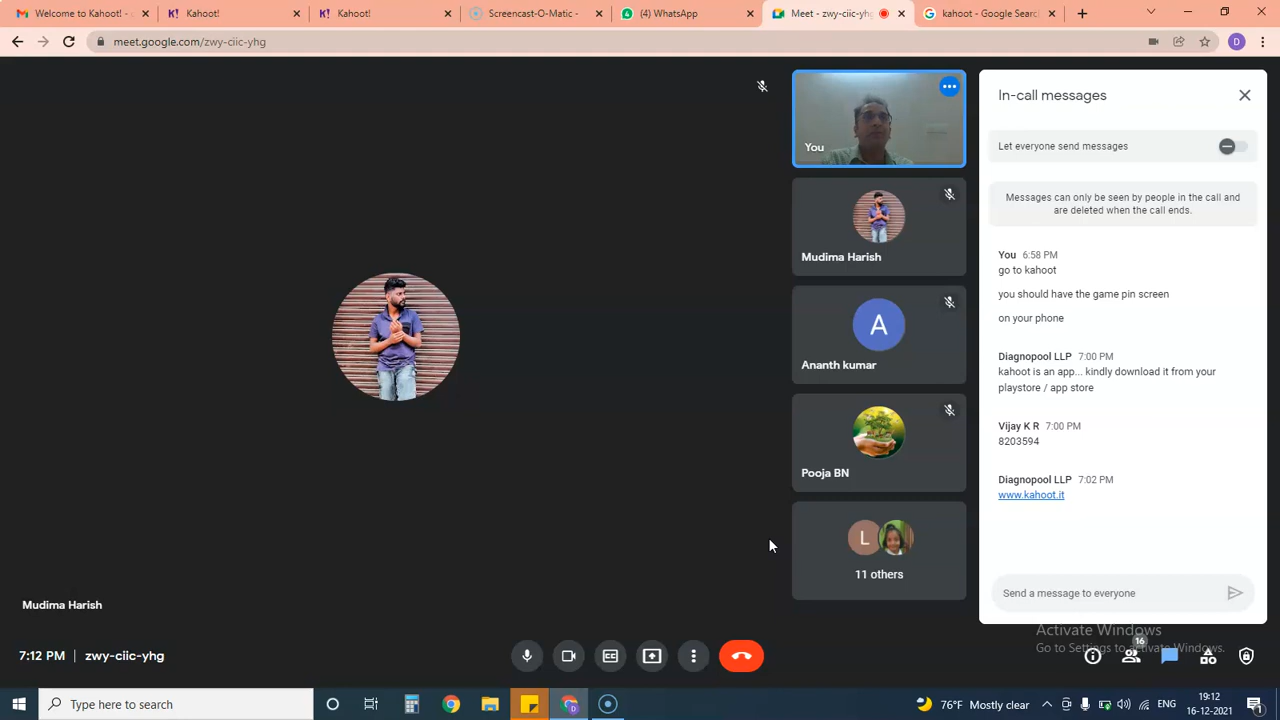 Welcome to Kahoot! -
Kahoot!
Kahoot!
Screencast-O-Matic -
(4) WhatsApp
Meet - zwy-ciic-yhg
kahoot - Google Searc
meet.google.com/zwy-ciic-yhg
D
You
Mudima Harish
A
Ananth kumar
Pooja BN
L
11 others
Mudima Harish
In-call messages
Let everyone send messages
Messages can only be seen by people in the call and
are deleted when the call ends.
You 6:58 PM
go to kahoot
you should have the game pin screen
on your phone
Diagnopool LLP 7:00 PM
kahoot is an app... kindly download it from your
playstore / app store
Vijay K R 7:00 PM
8203594
Diagnopool LLP 7:02 PM
www.kahoot.it
Send a message to everyone
Activate Windows
Go to Settings to activate Windows.
7:12 PM | zwy-ciic-yhg
16
Type here to search
76°F Mostly clear
ENG
19:12
16-12-2021